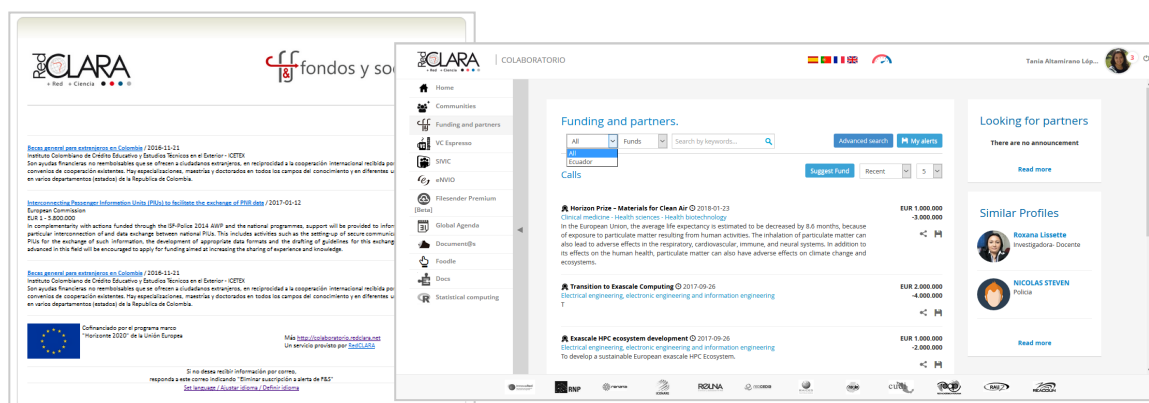 Red CLARA
+ Red + Ciencia
fondos y so
Becas general para extranjeros en Colombia / 2016-11-21
Instituto Colombiano de Crédito Educativo y Estudios Técnicos en el Exterior - ICETEX
Son ayudas financieras no reembolsables que se ofrecen a ciudadanos extranjeros, en reciprocidad a la cooperación internacional recibida po
convenios de cooperación existentes. Hay especializaciones, maestrías y doctorados en todos los campos del conocimiento y en diferentes u
en varios departamentos (estados) de la Republica de Colombia.
Interconnecting Passenger Information Units (PIUs) to facilitate the exchange of PNR data / 2017-01-12
European Commission
EUR 1 - 3.800.000
In complementarity with actions funded through the ISF-Police 2014 AWP and the national programmes, support will be provided to infor
particular interconnection of and data exchange between national PIUs. This includes activities such as the setting-up of secure communic
PIUs for the exchange of such information, the development of appropriate data formats and the drafting of guidelines for this exchang
advanced in this field will be encouraged to apply for funding aimed at increasing the sharing of experience and knowledge.
Becas general para extranjeros en Colombia / 2016-11-21
Instituto Colombiano de Crédito Educativo y Estudios Técnicos en el Exterior - ICETEX
Son ayudas financieras no reembolsables que se ofrecen a ciudadanos extranjeros, en reciprocidad a la cooperación internacional recibida po
convenios de cooperación existentes. Hay especializaciones, maestrías y doctorados en todos los campos del conocimiento y en diferentes u
en varios departamentos (estados) de la Republica de Colombia.
Cofinanciado por el programa marco
"Horizonte 2020" de la Unión Europea
Más http://colaboratorio.redclara.net
Un servicio provisto por RedCLARA
Si no desea recibir información por correo,
responda a este correo indicando "Eliminar suscripción a alerta de F&S"
Set language / Ajustar idioma / Definir idioma
Red CLARA
+ Red + Ciencia
COLABORATORIO
Tania Altamirano Lóp...
3
Home
Communities
Funding and partners
VC Espresso
SIVIC
eNVIO
Filesender Premium
[Beta]
Global Agenda
Document@s
Foodle
Docs
Statistical computing
Funding and partners.
All
Funds
Search by keywords...
Advanced search
My alerts
All
Ecuador
Calls
Suggest Fund
Recent
5
Horizon Prize – Materials for Clean Air 2018-01-23
EUR 1.000.000
-3.000.000
Clinical medicine - Health sciences - Health biotechnology
In the European Union, the average life expectancy is estimated to be decreased by 8.6 months, because
of exposure to particulate matter resulting from human activities. The inhalation of particulate matter can
also lead to adverse effects in the respiratory, cardiovascular, immune, and neural systems. In addition to
its effects on the human health, particulate matter can also have adverse effects on climate change and
ecosystems.
Transition to Exascale Computing 2017-09-26
EUR 2.000.000
-4.000.000
Electrical engineering, electronic engineering and information engineering
T
Exascale HPC ecosystem development 2017-09-26
EUR 1.000.000
-2.000.000
Electrical engineering, electronic engineering and information engineering
To develop a sustainable European exascale HPC Ecosystem.
Looking for partners
There are no announcement
Read more
Similar Profiles
Roxana Lissette
Investigadora- Docente
NICOLAS STEVEN
Policia
Read more
RNP
REUNA
RAU
REACCIUN